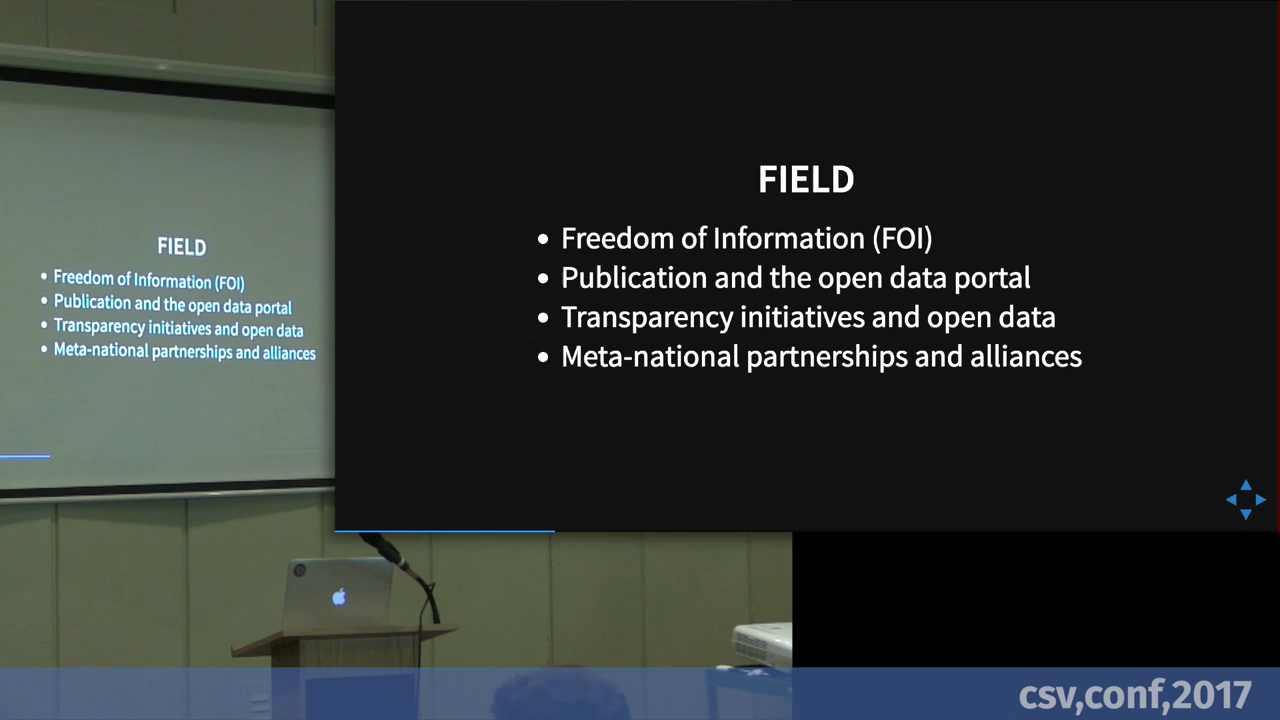 FIELD
Freedom of Information (FOI)
Publication and the open data portal
Transparency initiatives and open data
Meta-national partnerships and alliances
FIELD
Freedom of Information (FOI)
Publication and the open data portal
Transparency initiatives and open data
Meta-national partnerships and alliances
csv,conf,2017